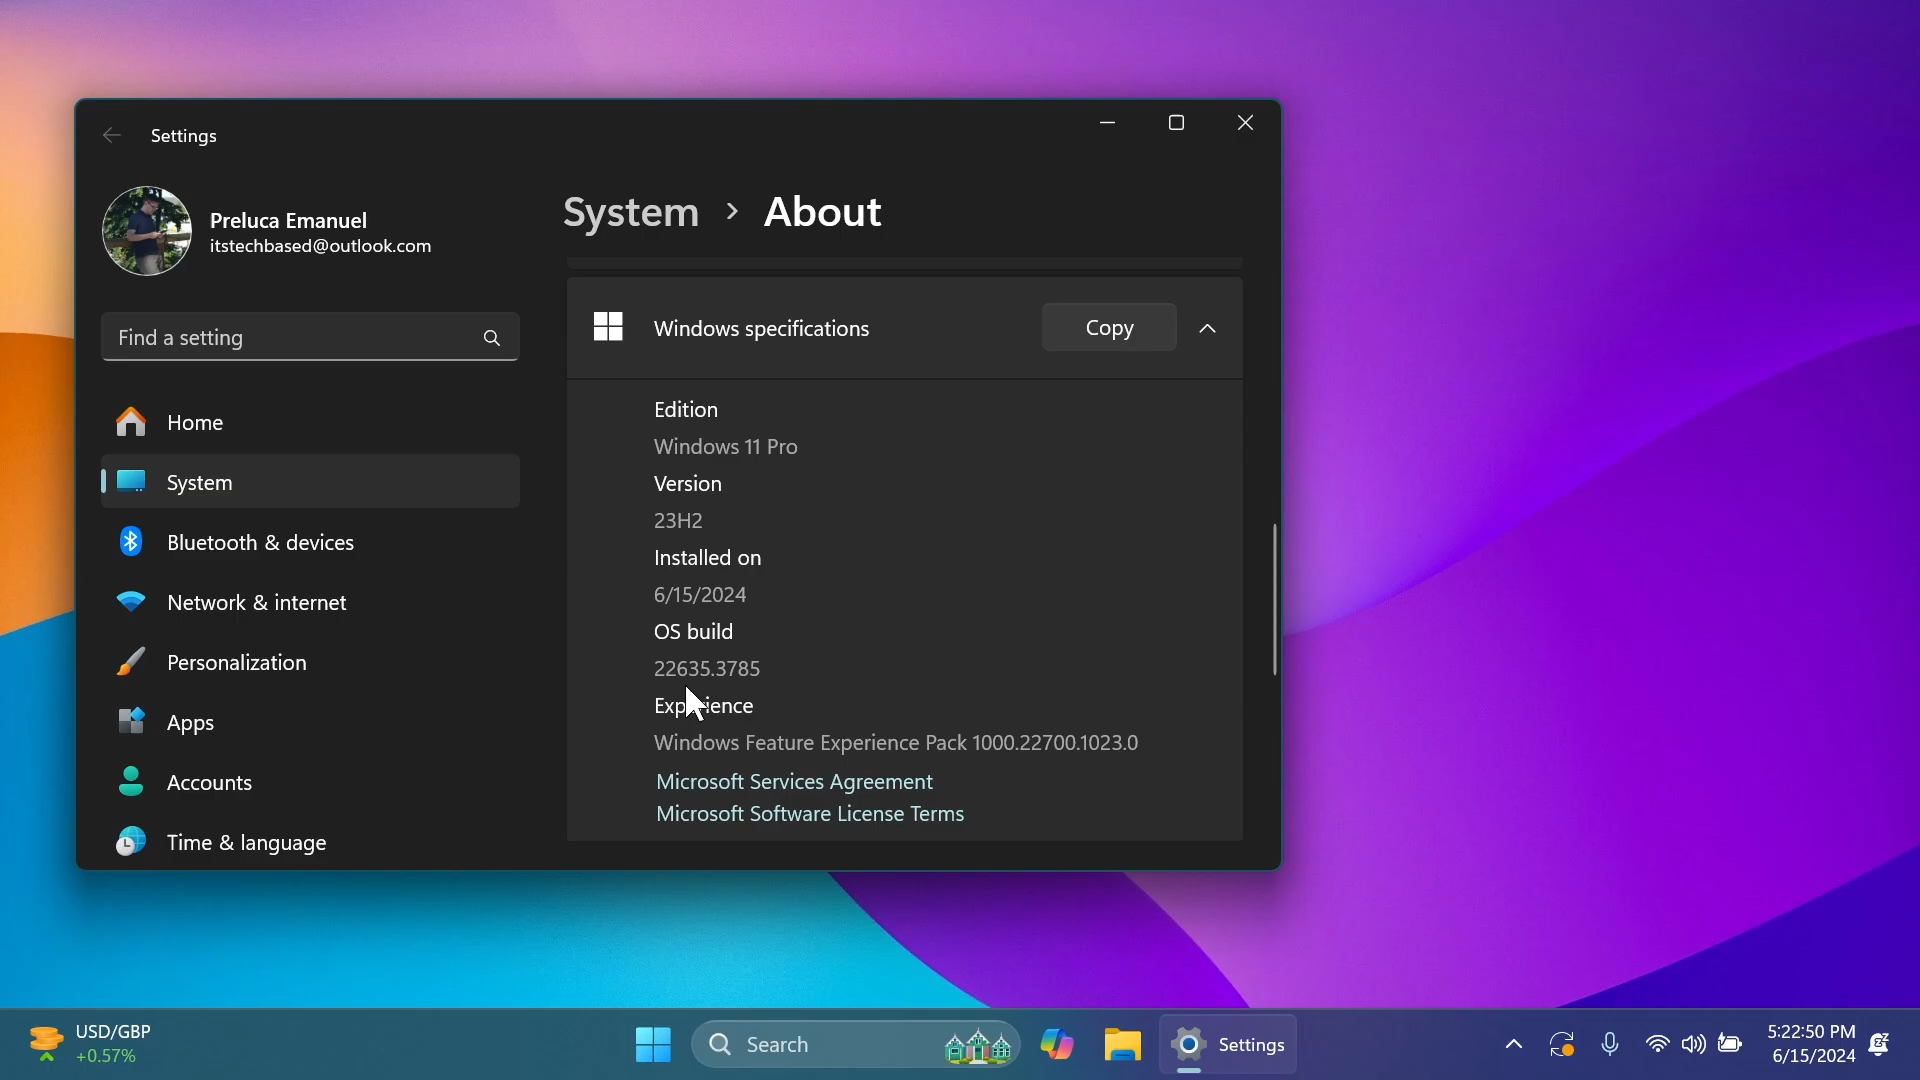 Settings
Preluca Emanuel
itstechbased@outlook.com
Find a setting
Home
System
Bluetooth & devices
Network & internet
Personalization
Apps
Accounts
Time & language
System > About
Windows specifications
Copy
Edition
Windows 11 Pro
Version
23H2
Installed on
6/15/2024
OS build
22635.3785
Experience
Windows Feature Experience Pack 1000.22700.1023.0
Microsoft Services Agreement
Microsoft Software License Terms
USD/GBP
+0.57%
Search
Settings
5:22:50 PM
6/15/2024